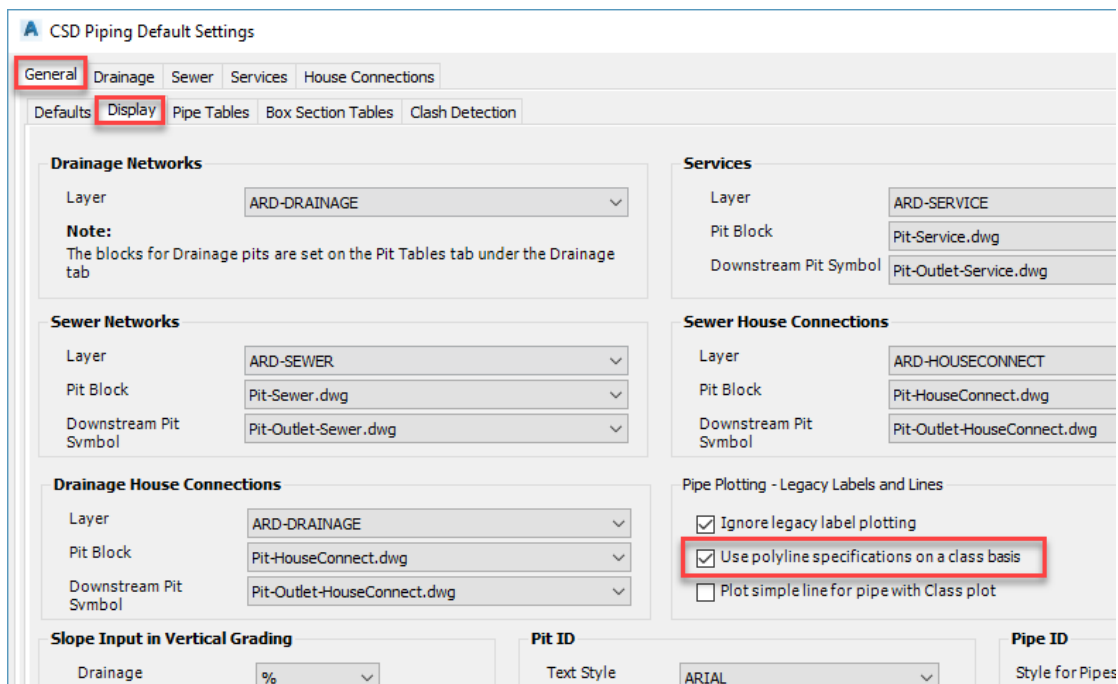 CSD Piping Default Settings
General Drainage Sewer Services House Connections
Defaults Display Pipe Tables Box Section Tables Clash Detection
Drainage Networks
Layer ARD-DRAINAGE
Note:
The blocks for Drainage pits are set on the Pit Tables tab under the Drainage
tab
Services
Layer ARD-SERVICE
Pit Block Pit-Service.dwg
Downstream Pit Symbol Pit-Outlet-Service.dwg
Sewer Networks
Layer ARD-SEWER
Pit Block Pit-Sewer.dwg
Downstream Pit
Symbol Pit-Outlet-Sewer.dwg
Sewer House Connections
Layer ARD-HOUSECONNECT
Pit Block Pit-HouseConnect.dwg
Downstream Pit
Symbol Pit-Outlet-HouseConnect.dwg
Drainage House Connections
Layer ARD-DRAINAGE
Pit Block Pit-HouseConnect.dwg
Downstream Pit
Symbol Pit-Outlet-HouseConnect.dwg
Pipe Plotting - Legacy Labels and Lines
Ignore legacy label plotting
Use polyline specifications on a class basis
Plot simple line for pipe with Class plot
Slope Input in Vertical Grading
Drainage %
Pit ID
Text Style ARIAL
Pipe ID
Style for Pipes